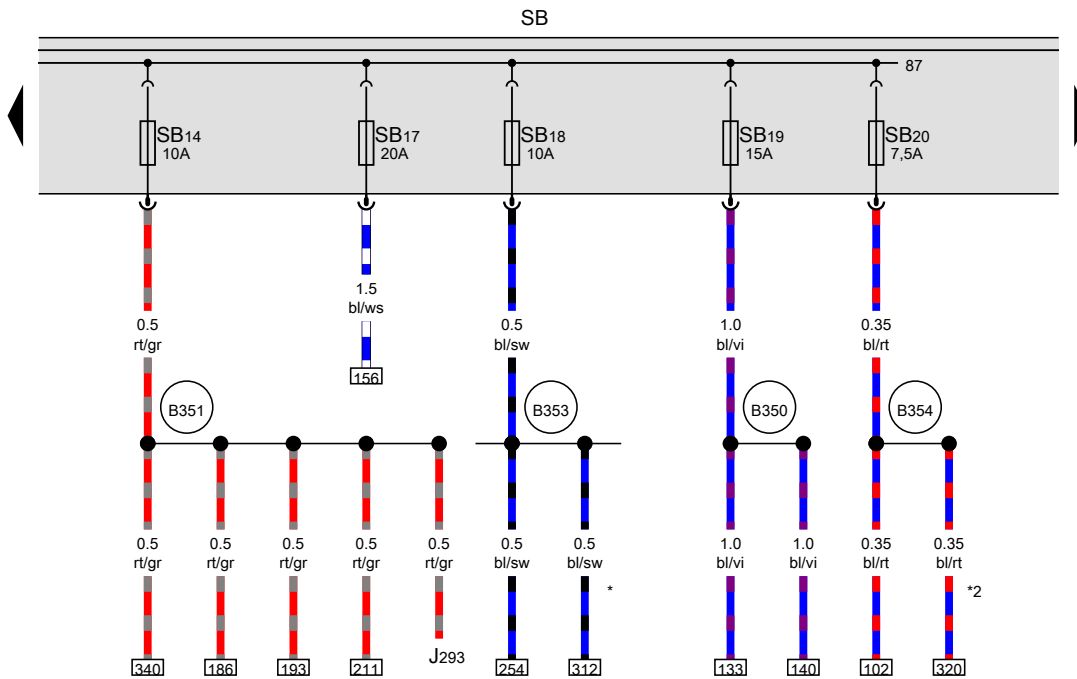 SB
87
SB14 SB17 SB18 SB19 SB20
10A 20A 10A 15A 7,5A
1.5
bl/ws
0.5 0.5 1.0 0.35
rt/gr bl/sw bl/vi bl/rt
156
B351 B353 B350 B354
0.5 0.5 0.5 0.5 0.5 0.5 0.5 1.0 1.0 0.35 0.35
rt/gr rt/gr rt/gr rt/gr rt/gr bl/sw bl/sw bl/vi bl/vi bl/rt bl/rt
* *2
J293
340 186 193 211 254 312 133 140 102 320